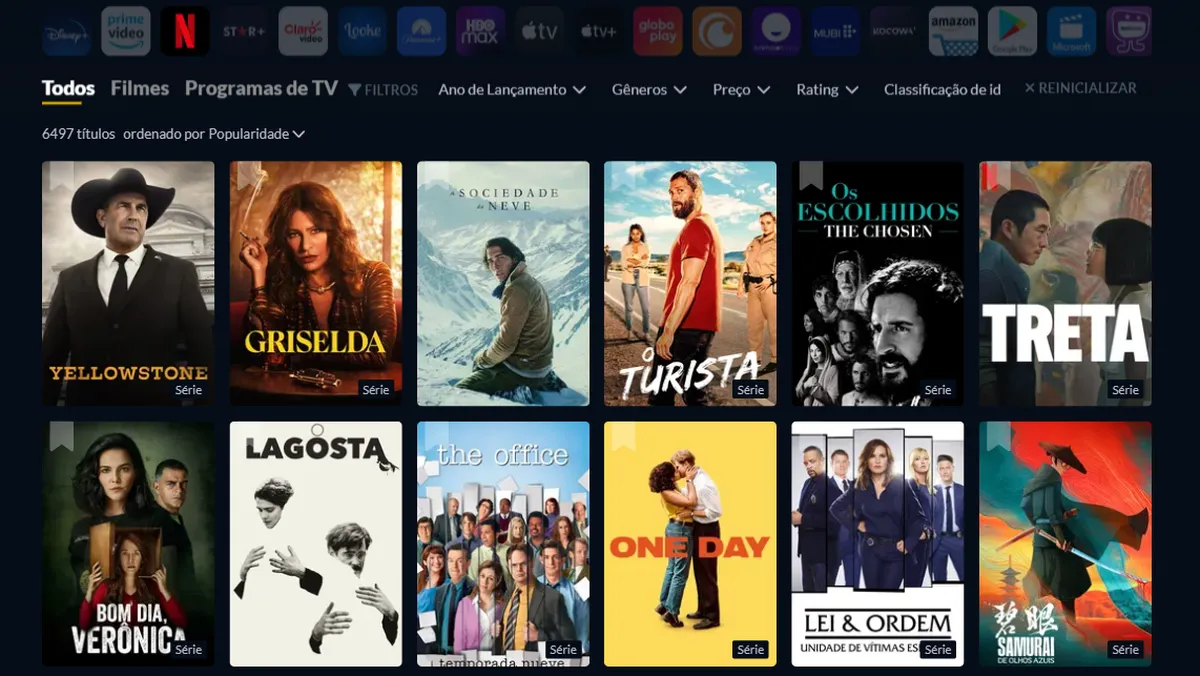 Disney+
prime video
N
ST★R+
Claro video
Looke
Paramount+
HBO max
tv
tv+
globo play
MUBI
KOCOWA+
amazon
Google Play
Microsoft
Todos Filmes Programas de TV FILTROS Ano de Lançamento Gêneros Preço Rating Classificação de id × REINICIALIZAR
6497 títulos ordenado por Popularidade
YELLOWSTONE
Série
GRISELDA
Série
A SOCIEDADE
da NEVE
O TURISTA
Série
Os
ESCOLHIDOS
THE CHOSEN
Série
TRETA
Série
BOM DIA,
VERÔNICA
Série
LAGOSTA
the office
temporada nueve
Série
ONE DAY
Série
LEI & ORDEM
UNIDADE DE VÍTIMAS ES
Série
碧眼
SAMURAI
DE OLHOS AZUIS
Série